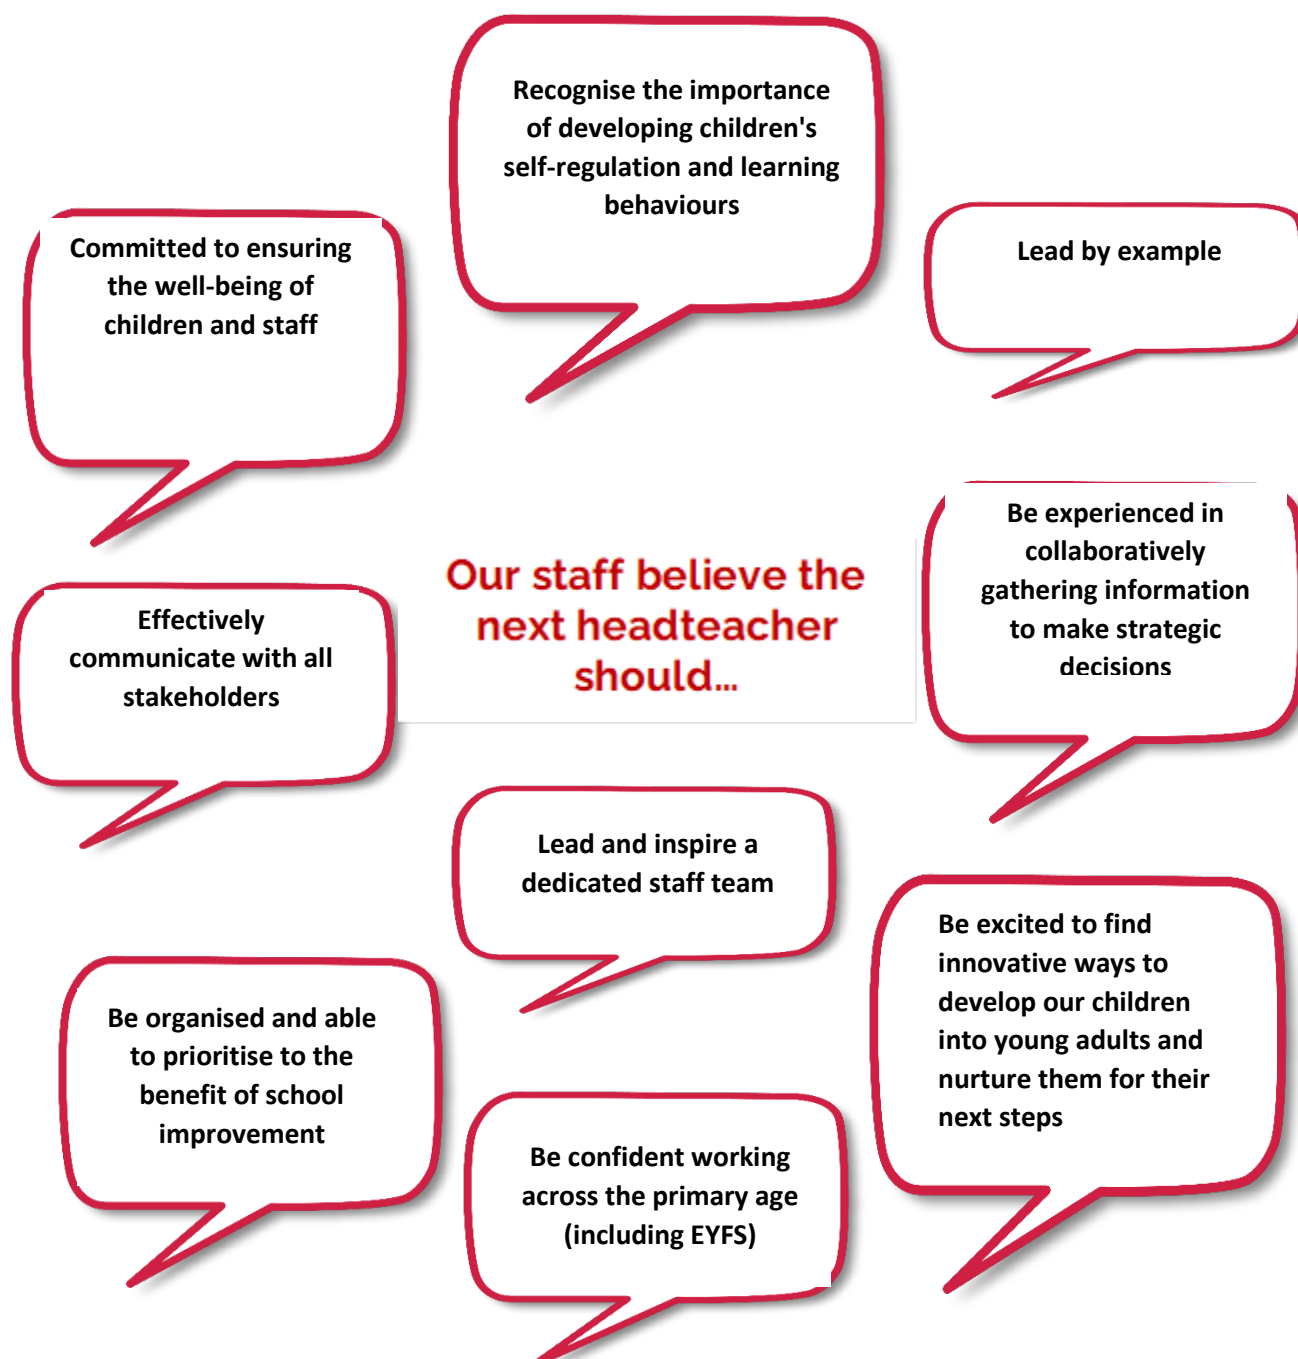 Recognise the importance
of developing children's
self-regulation and learning
behaviours
Committed to ensuring
the well-being of
children and staff
Lead by example
Our staff believe the
next headteacher
should...
Be experienced in
collaboratively
gathering information
to make strategic
decisions
Effectively
communicate with all
stakeholders
Lead and inspire a
dedicated staff team
Be excited to find
innovative ways to
develop our children
into young adults and
nurture them for their
next steps
Be organised and able
to prioritise to the
benefit of school
improvement
Be confident working
across the primary age
(including EYFS)